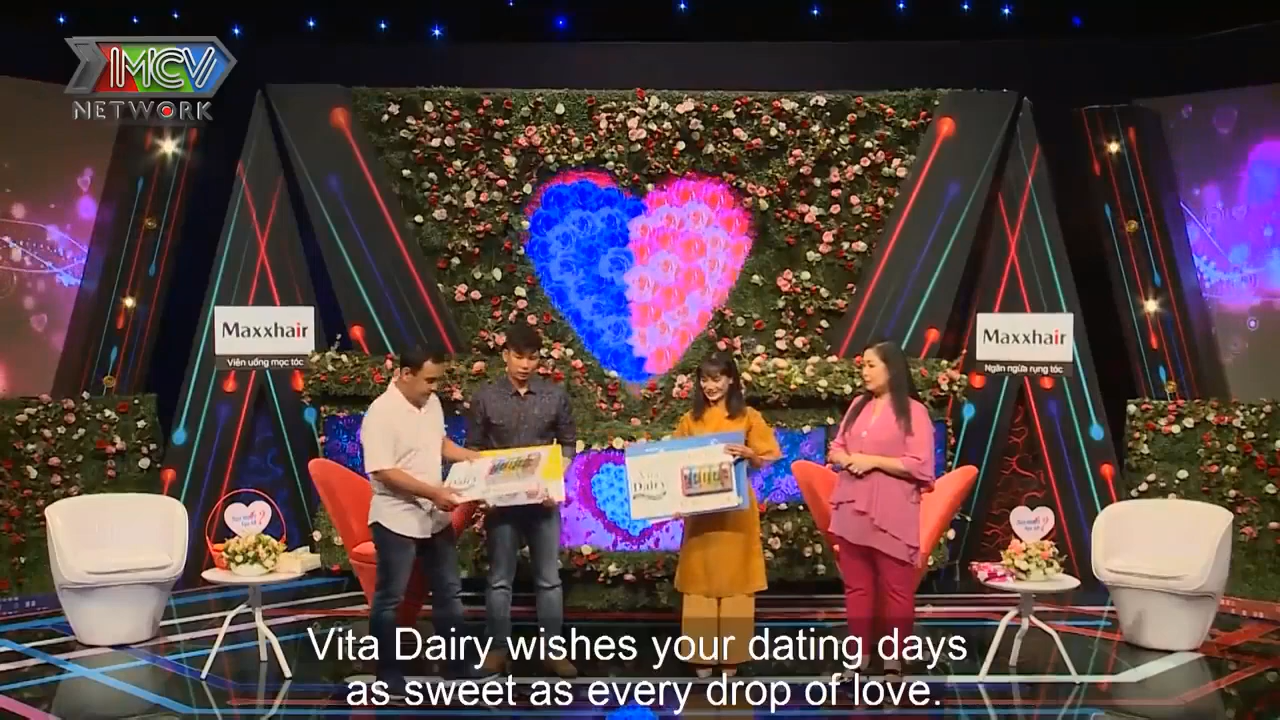 MCV
NETWORK
Maxxhair
Viên uống mọc tóc
Maxxhair
Ngăn ngừa rụng tóc
Dairy
Vita
Dairy
Vita Dairy wishes your dating days
as sweet as every drop of love.